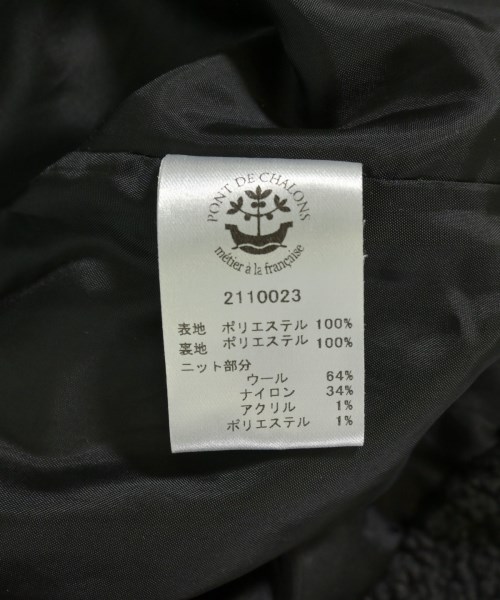 PONT DE CHALONS
métier à la française
2110023
表地 ポリエステル 100%
裏地 ポリエステル 100%
ニット部分
ウール 64%
ナイロン 34%
アクリル 1%
ポリエステル 1%